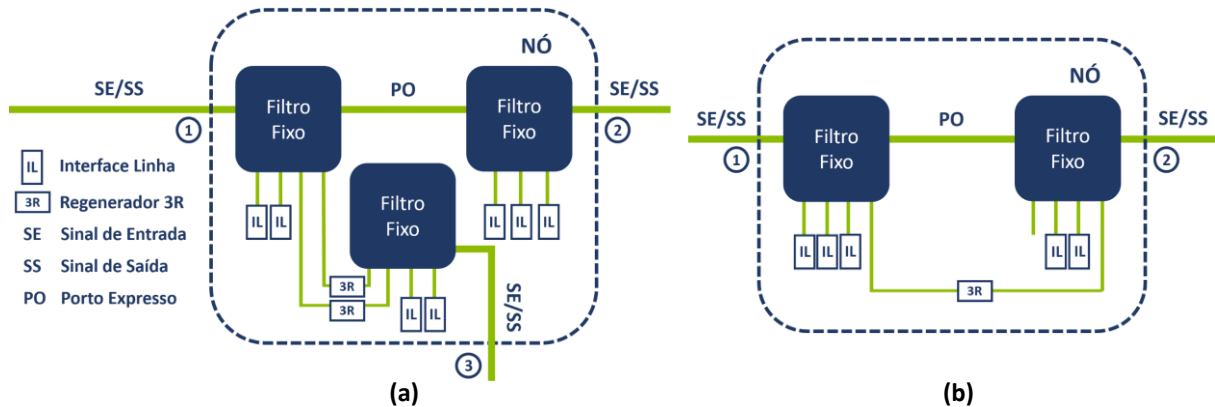 NÓ
SE/SS
PO
SE/SS
Filtro
Fixo
Filtro
Fixo
1
2
IL
Interface Linha
3R
Regenerador 3R
SE
Sinal de Entrada
SS
Sinal de Saída
PO
Porto Expresso
Filtro
Fixo
IL
IL
IL
IL
IL
3R
3R
IL
IL
SE/SS
3
(a)
NÓ
SE/SS
PO
SE/SS
Filtro
Fixo
Filtro
Fixo
1
2
IL
IL
IL
IL
IL
3R
(b)